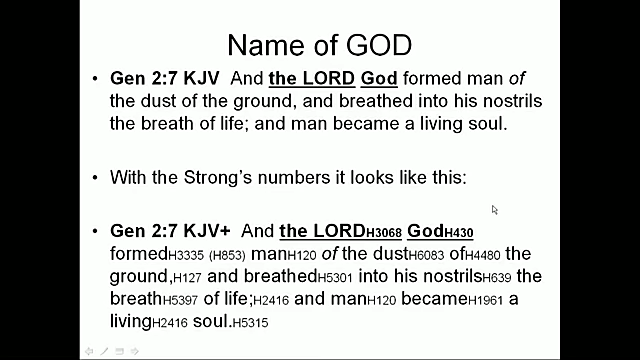 Name of GOD
• Gen 2:7 KJV And the LORD God formed man of
the dust of the ground, and breathed into his nostrils
the breath of life; and man became a living soul.
• With the Strong's numbers it looks like this:
• Gen 2:7 KJV+ And the LORDH3068 GodH430
formedH3335 (H853) manH120 of the dustH6083 ofH4480 the
ground,H127 and breathedH5301 into his nostrilsH639 the
breathH5397 of life;H2416 and manH120 becameH1961 a
livingH2416 soul.H5315